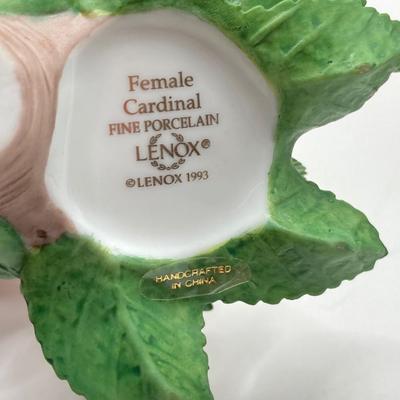 Female
Cardinal
FINE PORCELAIN
LENOX®
© LENOX 1993
HANDCRAFTED
IN CHINA